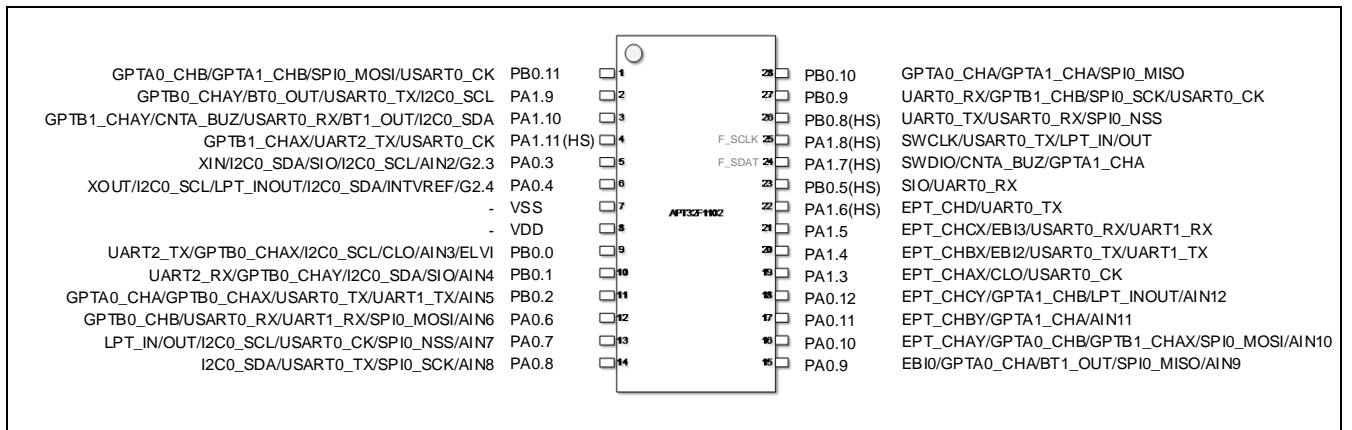 GPTA0_CHB/GPTA1_CHB/SPI0_MOSI/USART0_CK PB0.11 1 28 PB0.10 GPTA0_CHA/GPTA1_CHA/SPI0_MISO
GPTB0_CHAY/BT0_OUT/USART0_TX/I2C0_SCL PA1.9 2 27 PB0.9 UART0_RX/GPTB1_CHB/SPI0_SCK/USART0_CK
GPTB1_CHAY/CNTA_BUZ/USART0_RX/BT1_OUT/I2C0_SDA PA1.10 3 26 PB0.8(HS) UART0_TX/USART0_RX/SPI0_NSS
GPTB1_CHAX/UART2_TX/USART0_CK PA1.11(HS) 4 F_SCLK 25 PA1.8(HS) SWCLK/USART0_TX/LPT_IN/OUT
XIN/I2C0_SDA/SIO/I2C0_SCL/AIN2/G2.3 PA0.3 5 F_SDAT 24 PA1.7(HS) SWDIO/CNTA_BUZ/GPTA1_CHA
XOUT/I2C0_SCL/LPT_INOUT/I2C0_SDA/INTVREF/G2.4 PA0.4 6 23 PB0.5(HS) SIO/UART0_RX
- VSS 7 APT32F1102 22 PA1.6(HS) EPT_CHD/UART0_TX
- VDD 8 21 PA1.5 EPT_CHCX/EBI3/USART0_RX/UART1_RX
UART2_TX/GPTB0_CHAX/I2C0_SCL/CLO/AIN3/ELVI PB0.0 9 20 PA1.4 EPT_CHBX/EBI2/USART0_TX/UART1_TX
UART2_RX/GPTB0_CHAY/I2C0_SDA/SIO/AIN4 PB0.1 10 19 PA1.3 EPT_CHAX/CLO/USART0_CK
GPTA0_CHA/GPTB0_CHAX/USART0_TX/UART1_TX/AIN5 PB0.2 11 18 PA0.12 EPT_CHCY/GPTA1_CHB/LPT_INOUT/AIN12
GPTB0_CHB/USART0_RX/UART1_RX/SPI0_MOSI/AIN6 PA0.6 12 17 PA0.11 EPT_CHBY/GPTA1_CHA/AIN11
LPT_IN/OUT/I2C0_SCL/USART0_CK/SPI0_NSS/AIN7 PA0.7 13 16 PA0.10 EPT_CHAY/GPTA0_CHB/GPTB1_CHAX/SPI0_MOSI/AIN10
I2C0_SDA/USART0_TX/SPI0_SCK/AIN8 PA0.8 14 15 PA0.9 EBI0/GPTA0_CHA/BT1_OUT/SPI0_MISO/AIN9